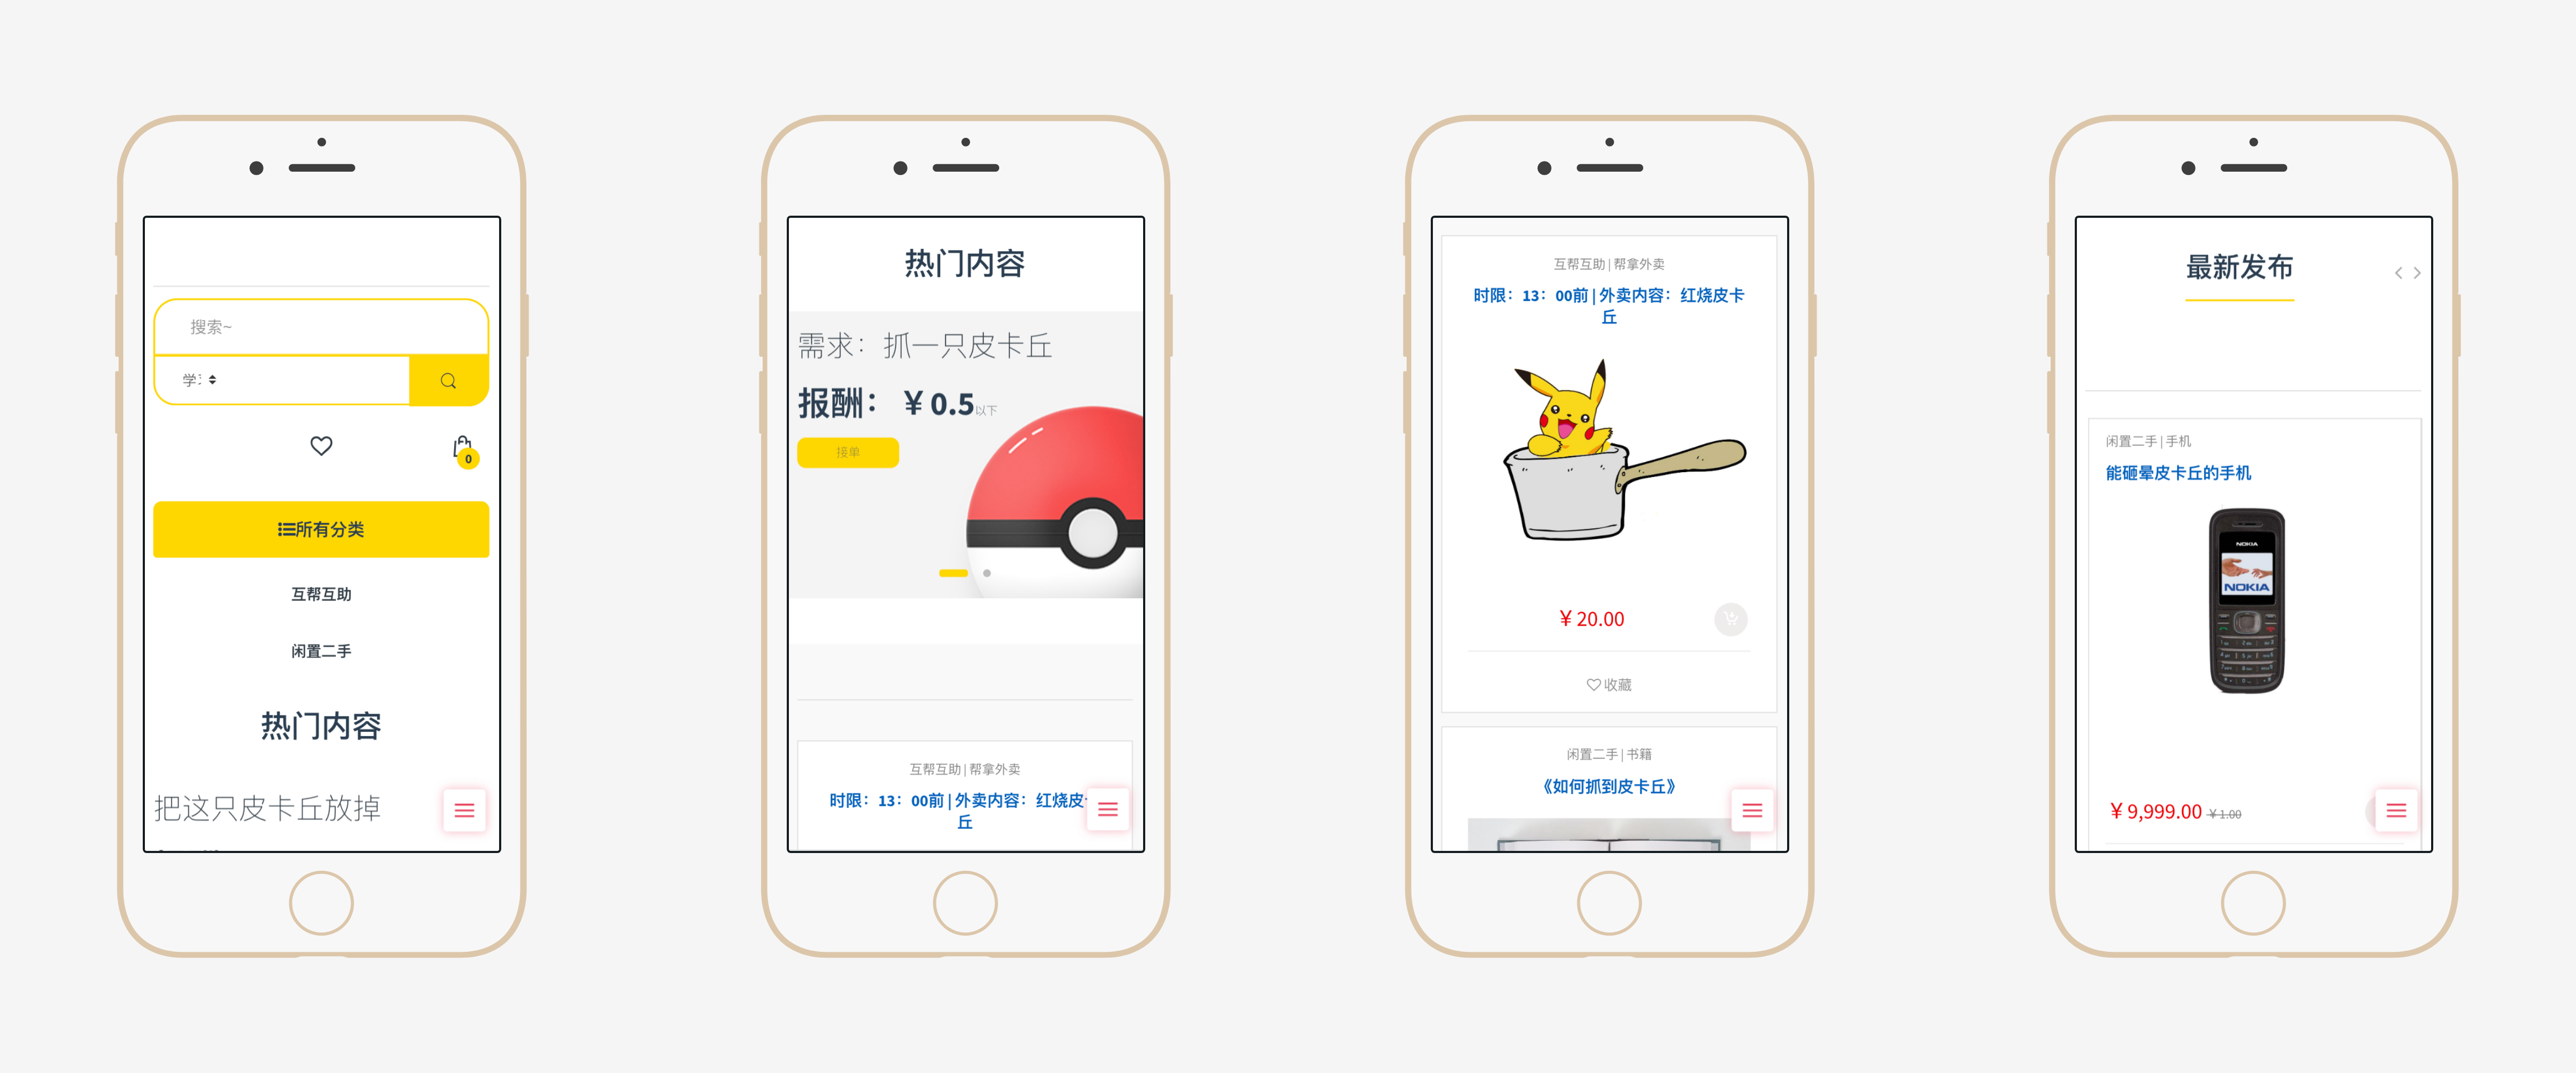 搜索~
学
0
所有分类
互帮互助
闲置二手
热门内容
把这只皮卡丘放掉
热门内容
需求：抓一只皮卡丘
报酬：￥0.5以下
接单
互帮互助 | 帮拿外卖
时限：13：00前 | 外卖内容：红烧皮
丘
互帮互助 | 帮拿外卖
时限：13：00前 | 外卖内容：红烧皮卡
丘
￥20.00
收藏
闲置二手 | 书籍
《如何抓到皮卡丘》
最新发布
闲置二手 | 手机
能砸晕皮卡丘的手机
NOKIA
NOKIA
￥9,999.00 ￥1.00